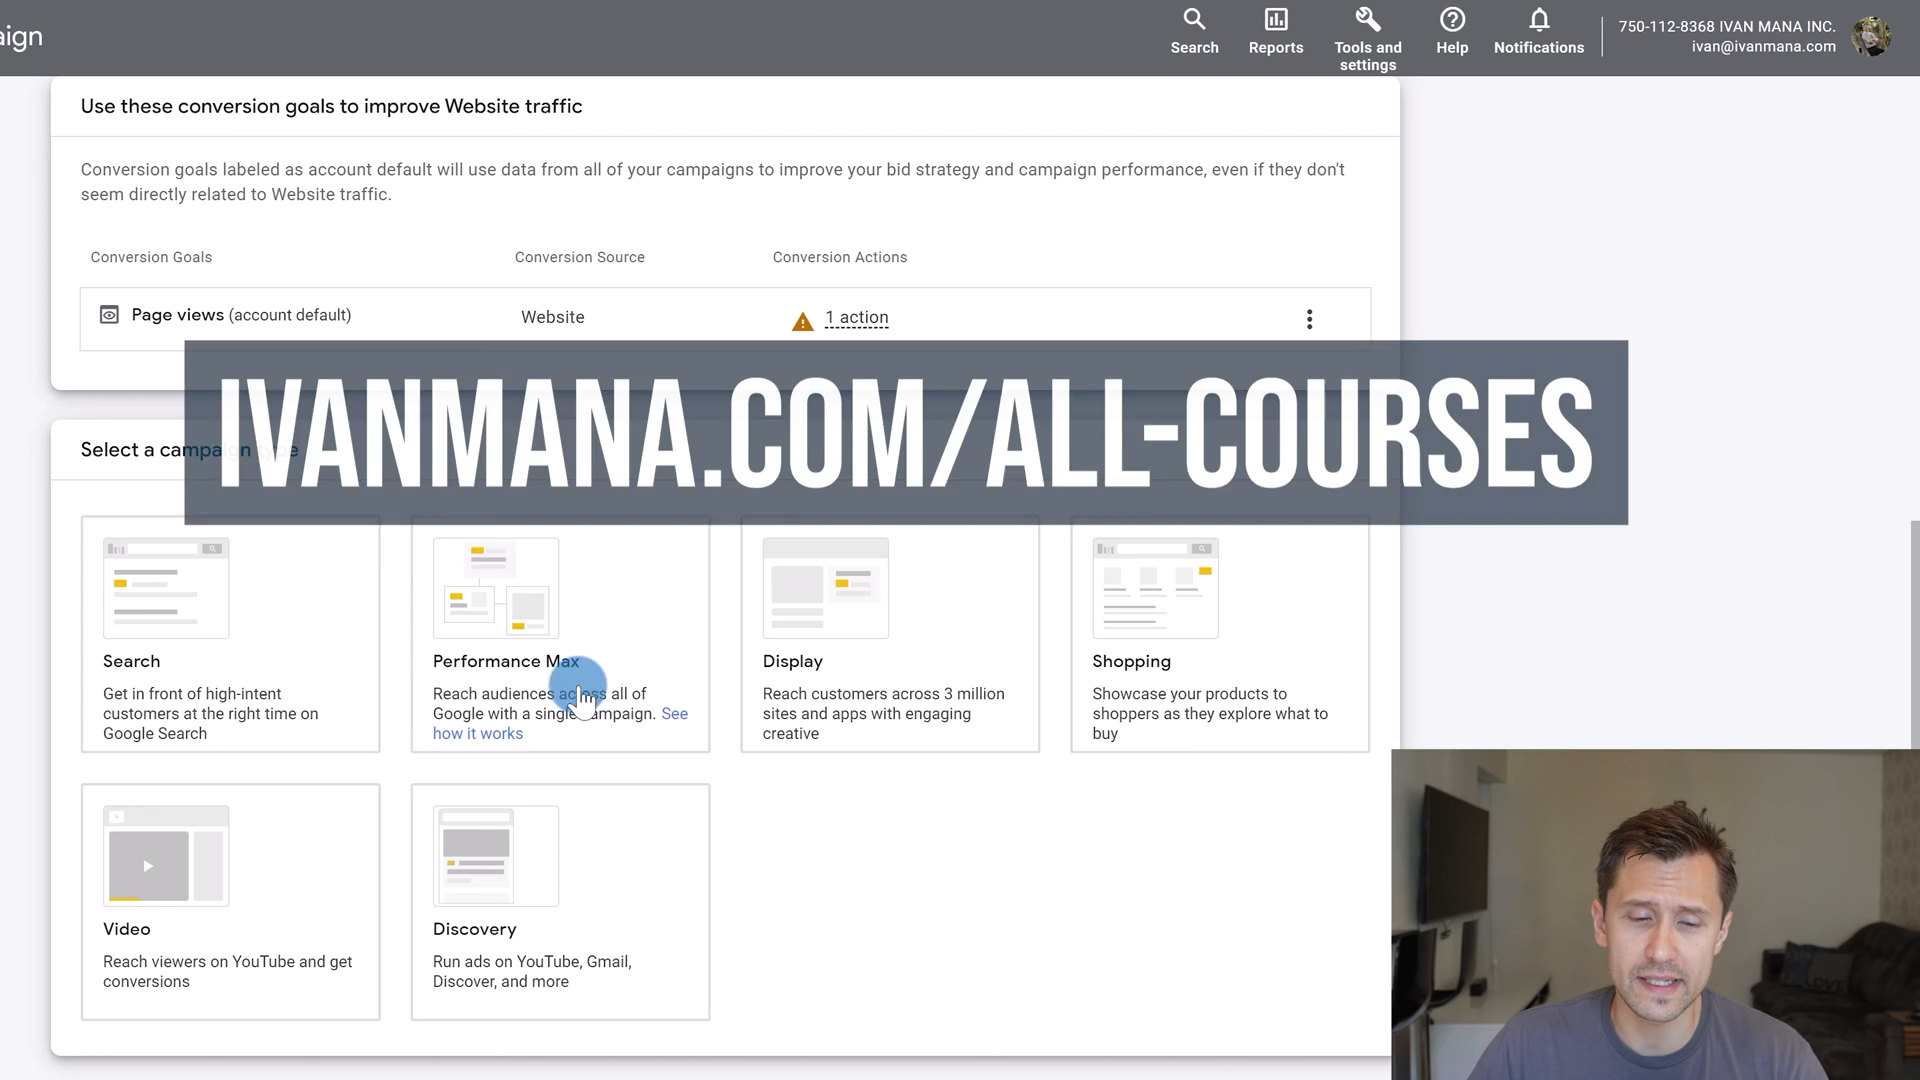 aign
Search
Reports
Tools and
settings
Help
Notifications
750-112-8368 IVAN MANA INC.
ivan@ivanmana.com
Use these conversion goals to improve Website traffic
Conversion goals labeled as account default will use data from all of your campaigns to improve your bid strategy and campaign performance, even if they don't
seem directly related to Website traffic.
Conversion Goals
Conversion Source
Conversion Actions
Page views (account default)
Website
1 action
IVANMANA.COM/ALL-COURSES
Select a campaign type
Search
Get in front of high-intent
customers at the right time on
Google Search
Performance Max
Reach audiences across all of
Google with a single campaign. See
how it works
Display
Reach customers across 3 million
sites and apps with engaging
creative
Shopping
Showcase your products to
shoppers as they explore what to
buy
Video
Reach viewers on YouTube and get
conversions
Discovery
Run ads on YouTube, Gmail,
Discover, and more
LOVE